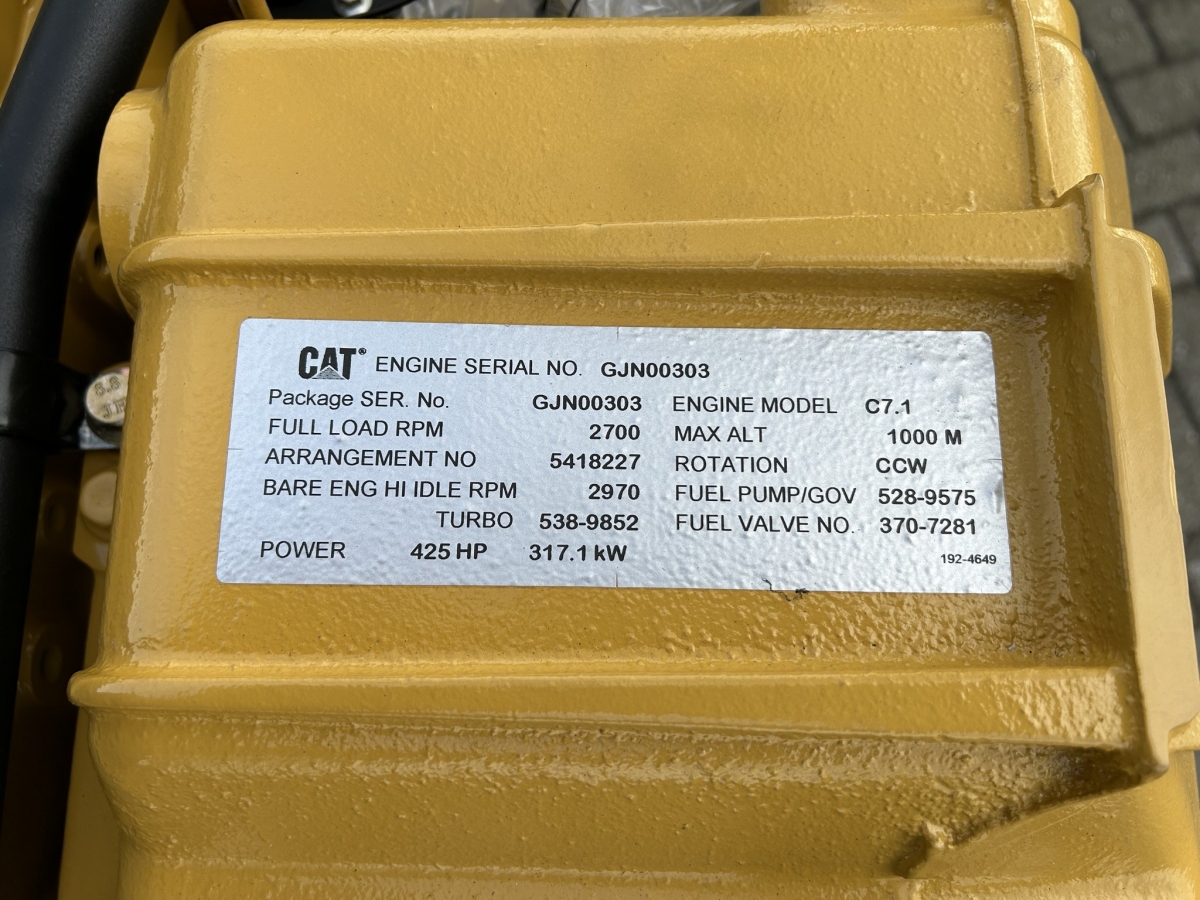 CAT® ENGINE SERIAL NO. GJN00303
Package SER. No. GJN00303 ENGINE MODEL C7.1
FULL LOAD RPM 2700 MAX ALT 1000 M
ARRANGEMENT NO 5418227 ROTATION CCW
BARE ENG HI IDLE RPM 2970 FUEL PUMP/GOV 528-9575
TURBO 538-9852 FUEL VALVE NO. 370-7281
POWER 425 HP 317.1 kW 192-4649